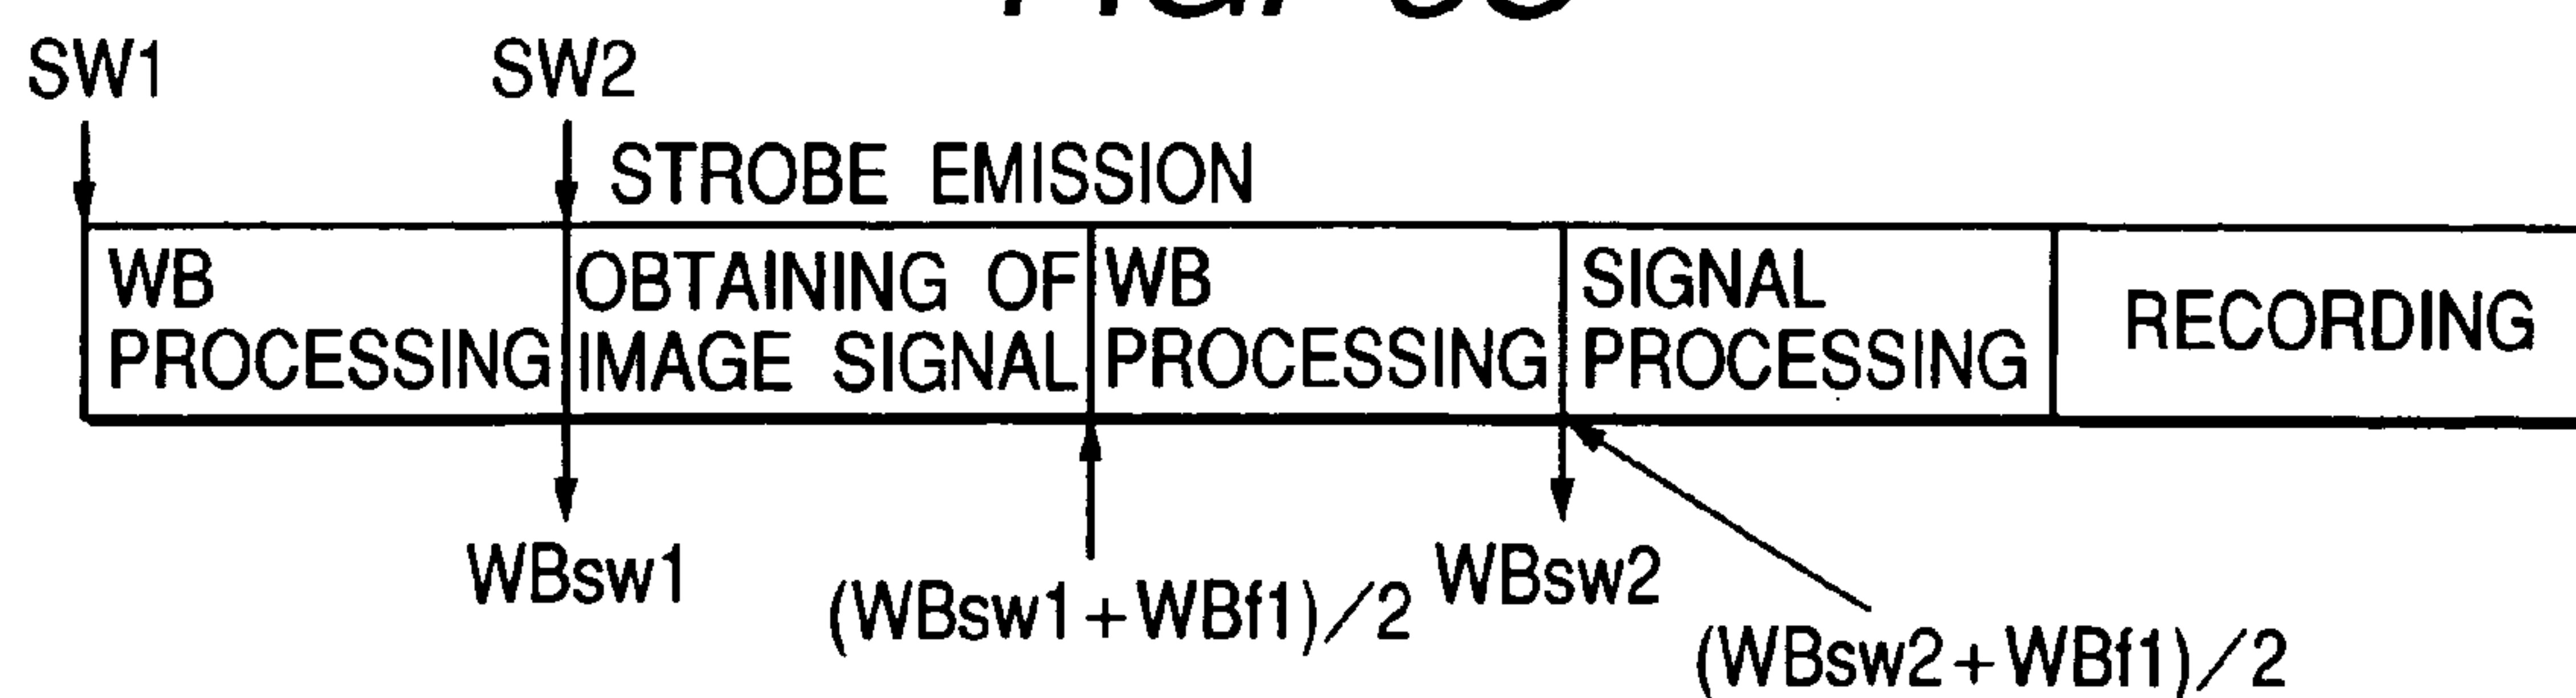 SW1
SW2
STROBE EMISSION
WB
PROCESSING
OBTAINING OF
IMAGE SIGNAL
WB
PROCESSING
SIGNAL
PROCESSING
RECORDING
WBsw1
(WBsw1+WBf1)/2
WBsw2
(WBsw2+WBf1)/2